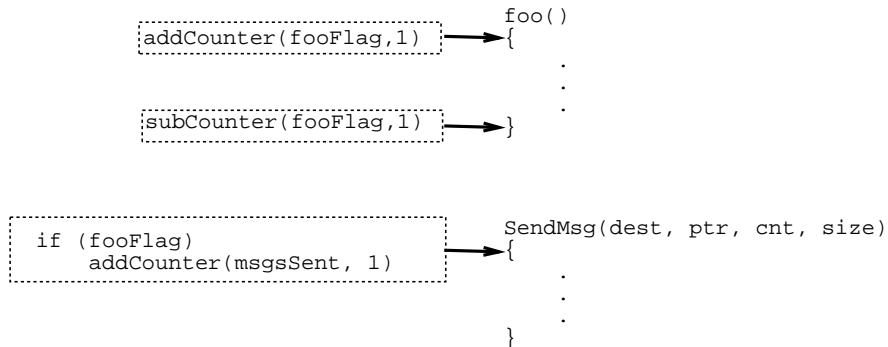 foo()
addCounter(fooFlag,1) {
.
.
.
subCounter(fooFlag,1) }
SendMsg(dest, ptr, cnt, size)
if (fooFlag) {
addCounter(msgsSent, 1)
.
.
.
}